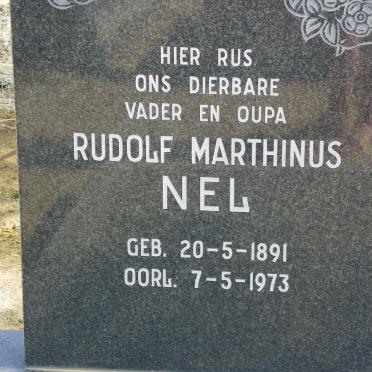 HIER RUS
ONS DIERBARE
VADER EN OUPA
RUDOLF MARTHINUS
NEL
GEB. 20-5-1891
OORL. 7-5-1973